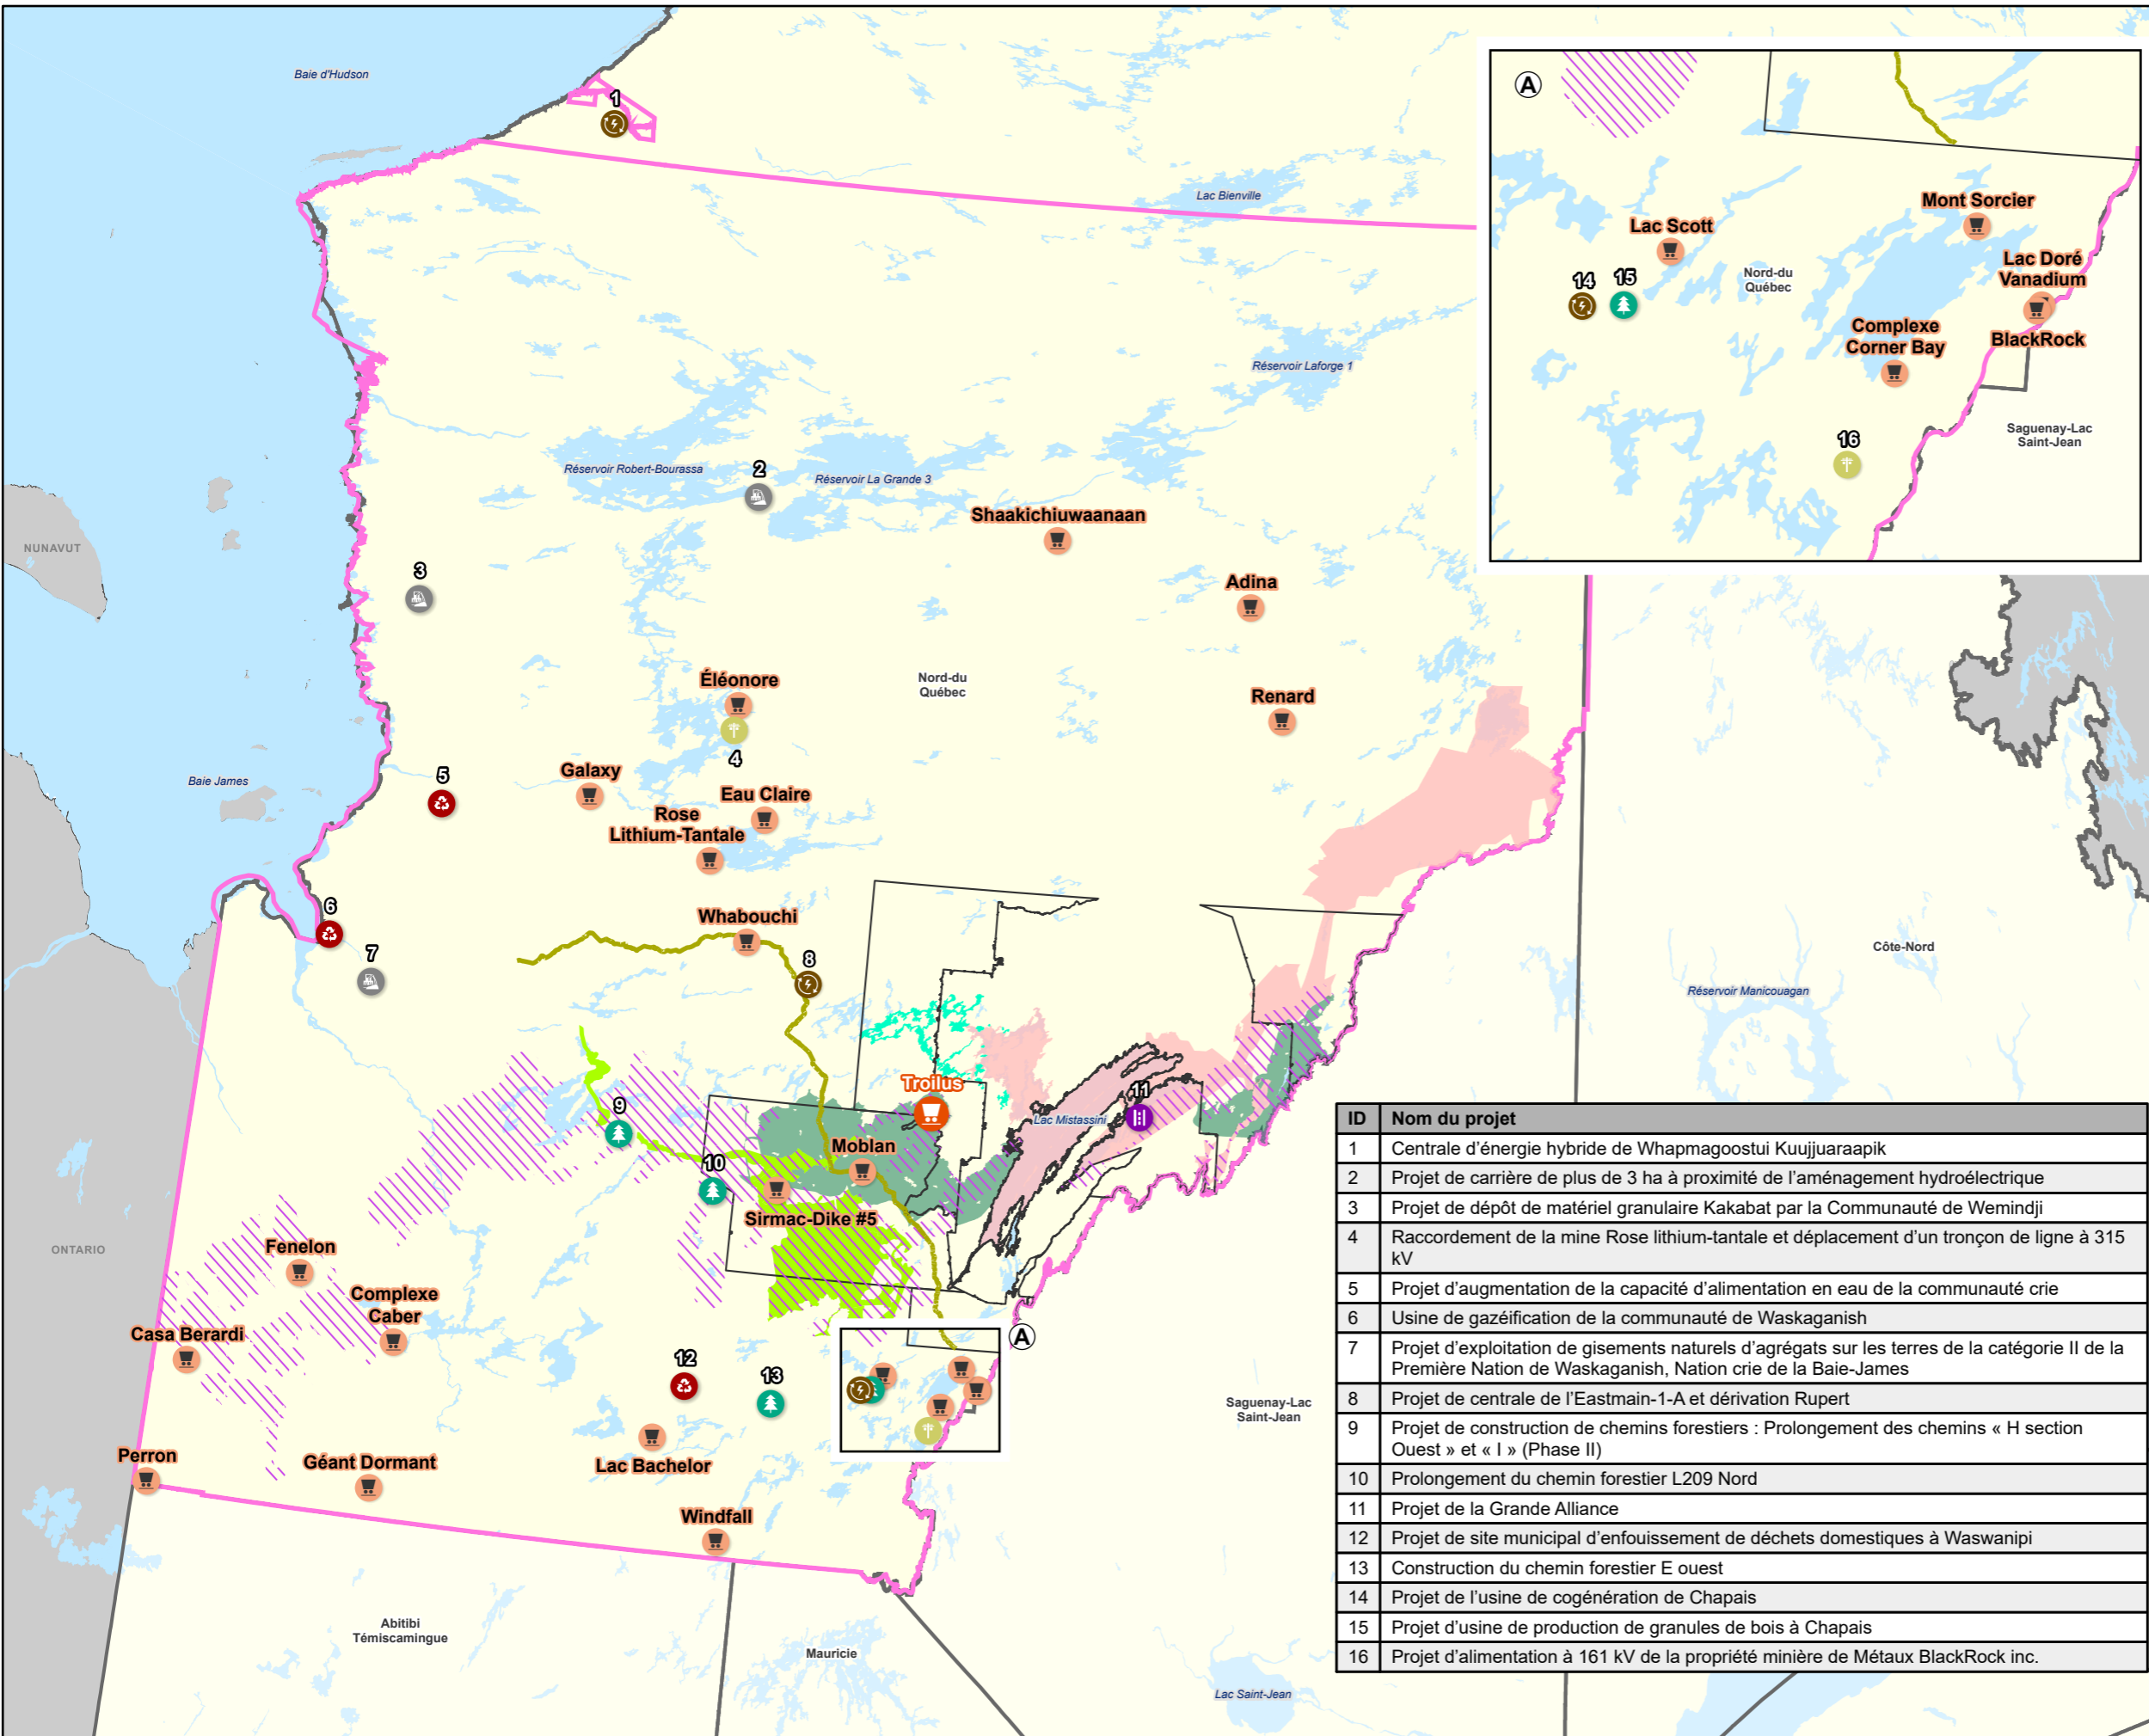 Baie d'Hudson
1
Lac Bienville
Réservoir Laforge 1
Réservoir Robert-Bourassa
2
Réservoir La Grande 3
Shaakichiuwaanaan
NUNAVUT
3
Adina
Éléonore
Nord-du
Québec
Renard
4
Baie James
5
Galaxy
Eau Claire
Rose
Lithium-Tantale
6
Whabouchi
7
8
Côte-Nord
Réservoir Manicouagan
Troilus
9
11
Lac Mistassini
Moblan
10
Sirmac-Dike #5
ONTARIO
Fenelon
Complexe
Caber
Casa Berardi
A
12
13
Saguenay-Lac
Saint-Jean
Perron
Géant Dormant
Lac Bachelor
Windfall
Abitibi
Témiscamingue
Mauricie
Lac Saint-Jean
A
Mont Sorcier
Lac Scott
Lac Doré
Vanadium
14
15
Nord-du
Québec
Complexe
Corner Bay
BlackRock
16
Saguenay-Lac
Saint-Jean
ID Nom du projet
1 Centrale d'énergie hybride de Whapmagoostui Kuujjuaraapik
2 Projet de carrière de plus de 3 ha à proximité de l'aménagement hydroélectrique
3 Projet de dépôt de matériel granulaire Kakabat par la Communauté de Wemindji
4 Raccordement de la mine Rose lithium-tantale et déplacement d'un tronçon de ligne à 315
kV
5 Projet d'augmentation de la capacité d'alimentation en eau de la communauté crie
6 Usine de gazéification de la communauté de Waskaganish
7 Projet d'exploitation de gisements naturels d'agrégats sur les terres de la catégorie II de la
Première Nation de Waskaganish, Nation crie de la Baie-James
8 Projet de centrale de l'Eastmain-1-A et dérivation Rupert
9 Projet de construction de chemins forestiers : Prolongement des chemins « H section
Ouest » et « I » (Phase II)
10 Prolongement du chemin forestier L209 Nord
11 Projet de la Grande Alliance
12 Projet de site municipal d'enfouissement de déchets domestiques à Waswanipi
13 Construction du chemin forestier E ouest
14 Projet de l'usine de cogénération de Chapais
15 Projet d'usine de production de granules de bois à Chapais
16 Projet d'alimentation à 161 kV de la propriété minière de Métaux BlackRock inc.